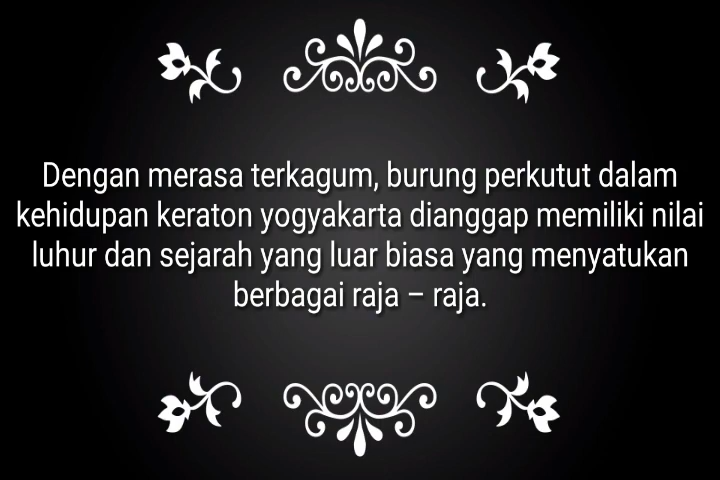 Dengan merasa terkagum, burung perkutut dalam
kehidupan keraton yogyakarta dianggap memiliki nilai
luhur dan sejarah yang luar biasa yang menyatukan
berbagai raja – raja.